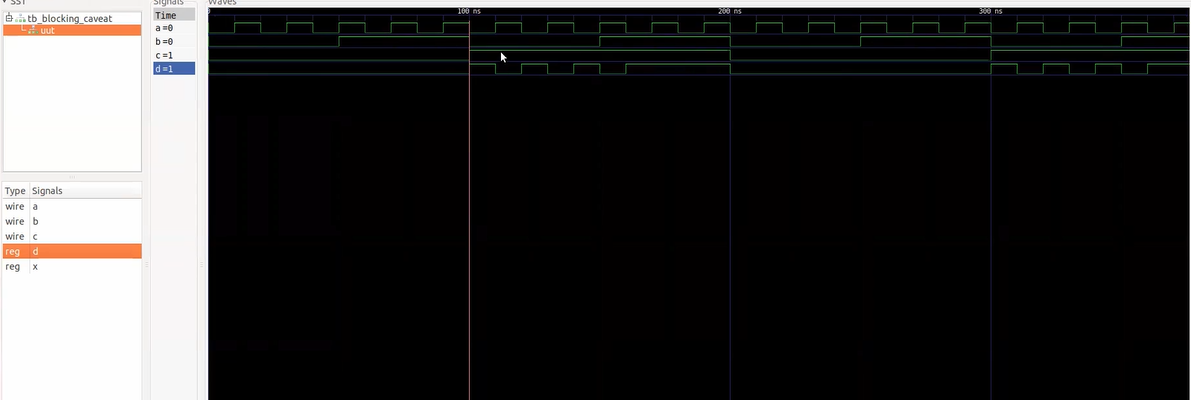 SST
tb_blocking_caveat
uut
Type Signals
wire a
wire b
wire c
reg d
reg x
Signals
Time
a=0
b=0
c=1
d=1
Waves
0
100 ns
200 ns
300 ns